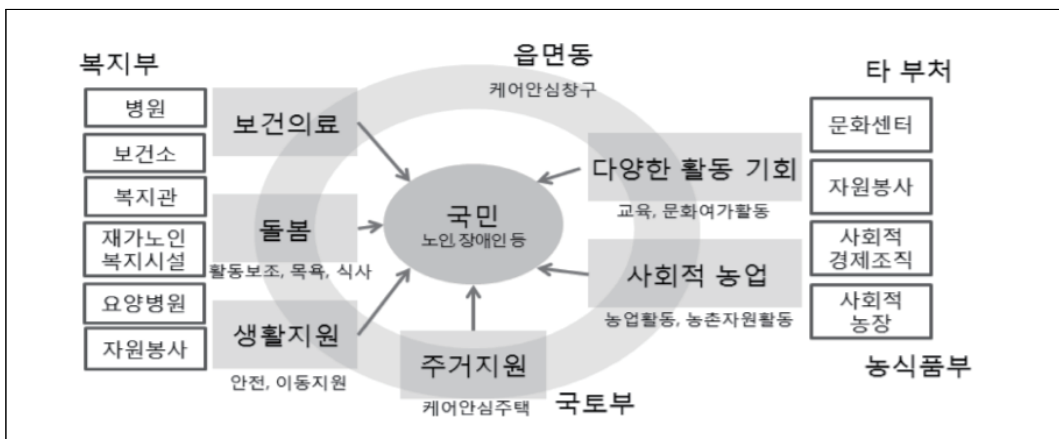 복지부
병원
보건소
복지관
재가노인
복지시설
요양병원
자원봉사
보건의료
돌봄
활동보조, 목욕, 식사
생활지원
안전, 이동지원
읍면동
케어안심창구
국민
노인, 장애인 등
주거지원
케어안심주택
국토부
다양한 활동 기회
교육, 문화여가활동
사회적 농업
농업활동, 농촌자원활동
타 부처
문화센터
자원봉사
사회적
경제조직
사회적
농장
농식품부